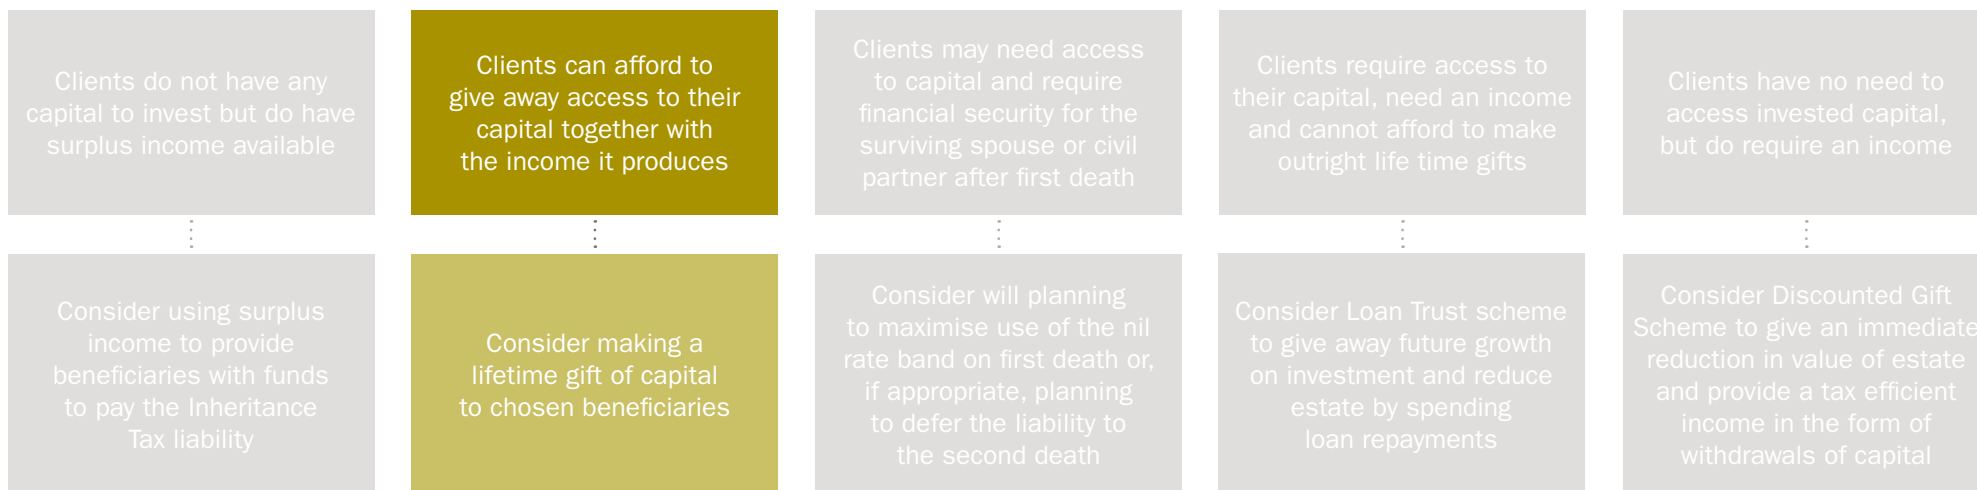 Clients do not have any
capital to invest but do have
surplus income available
Clients can afford to
give away access to their
capital together with
the income it produces
Clients may need access
to capital and require
financial security for the
surviving spouse or civil
partner after first death
Clients require access to
their capital, need an income
and cannot afford to make
outright life time gifts
Clients have no need to
access invested capital,
but do require an income
Consider using surplus
income to provide
beneficiaries with funds
to pay the Inheritance
Tax liability
Consider making a
lifetime gift of capital
to chosen beneficiaries
Consider will planning
to maximise use of the nil
rate band on first death or,
if appropriate, planning
to defer the liability to
the second death
Consider Loan Trust scheme
to give away future growth
on investment and reduce
estate by spending
loan repayments
Consider Discounted Gift
Scheme to give an immediate
reduction in value of estate
and provide a tax efficient
income in the form of
withdrawals of capital